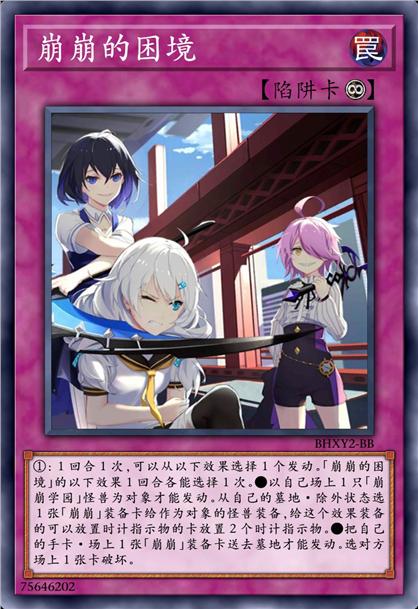 崩崩的困境
罠
【陷阱卡】
BHXY2-BB
①：1回合1次，可以从以下效果选择1个发动。「崩崩的困
境」的以下效果1回合各能选择1次。●以自己场上1只「崩
崩学园」怪兽为对象才能发动。从自己的墓地·除外状态选
1张「崩崩」装备卡给作为对象的怪兽装备，给这个效果装备
的可以放置时计指示物的卡放置2个时计指示物。●把自己
的手卡·场上1张「崩崩」装备卡送去墓地才能发动。选对方
场上1张卡破坏。
75646202